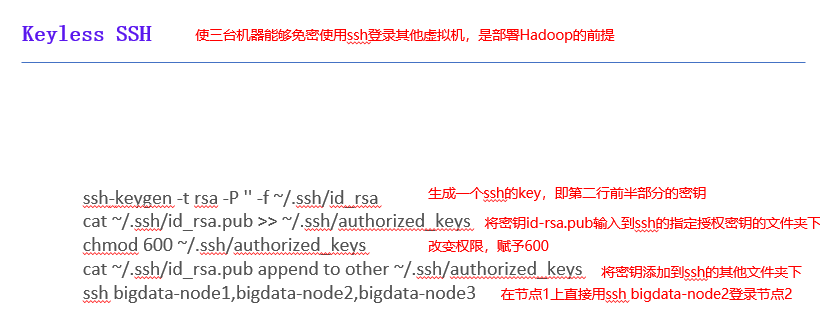 Keyless SSH 使三台机器能够免密使用ssh登录其他虚拟机，是部署Hadoop的前提
ssh-keygen -t rsa -P '' -f ~/.ssh/id_rsa 生成一个ssh的key，即第二行前半部分的密钥
cat ~/.ssh/id_rsa.pub >> ~/.ssh/authorized_keys 将密钥id-rsa.pub输入到ssh的指定授权密钥的文件夹下
chmod 600 ~/.ssh/authorized_keys 改变权限，赋予600
cat ~/.ssh/id_rsa.pub append to other ~/.ssh/authorized_keys 将密钥添加到ssh的其他文件夹下
ssh bigdata-node1,bigdata-node2,bigdata-node3 在节点1上直接用ssh bigdata-node2登录节点2